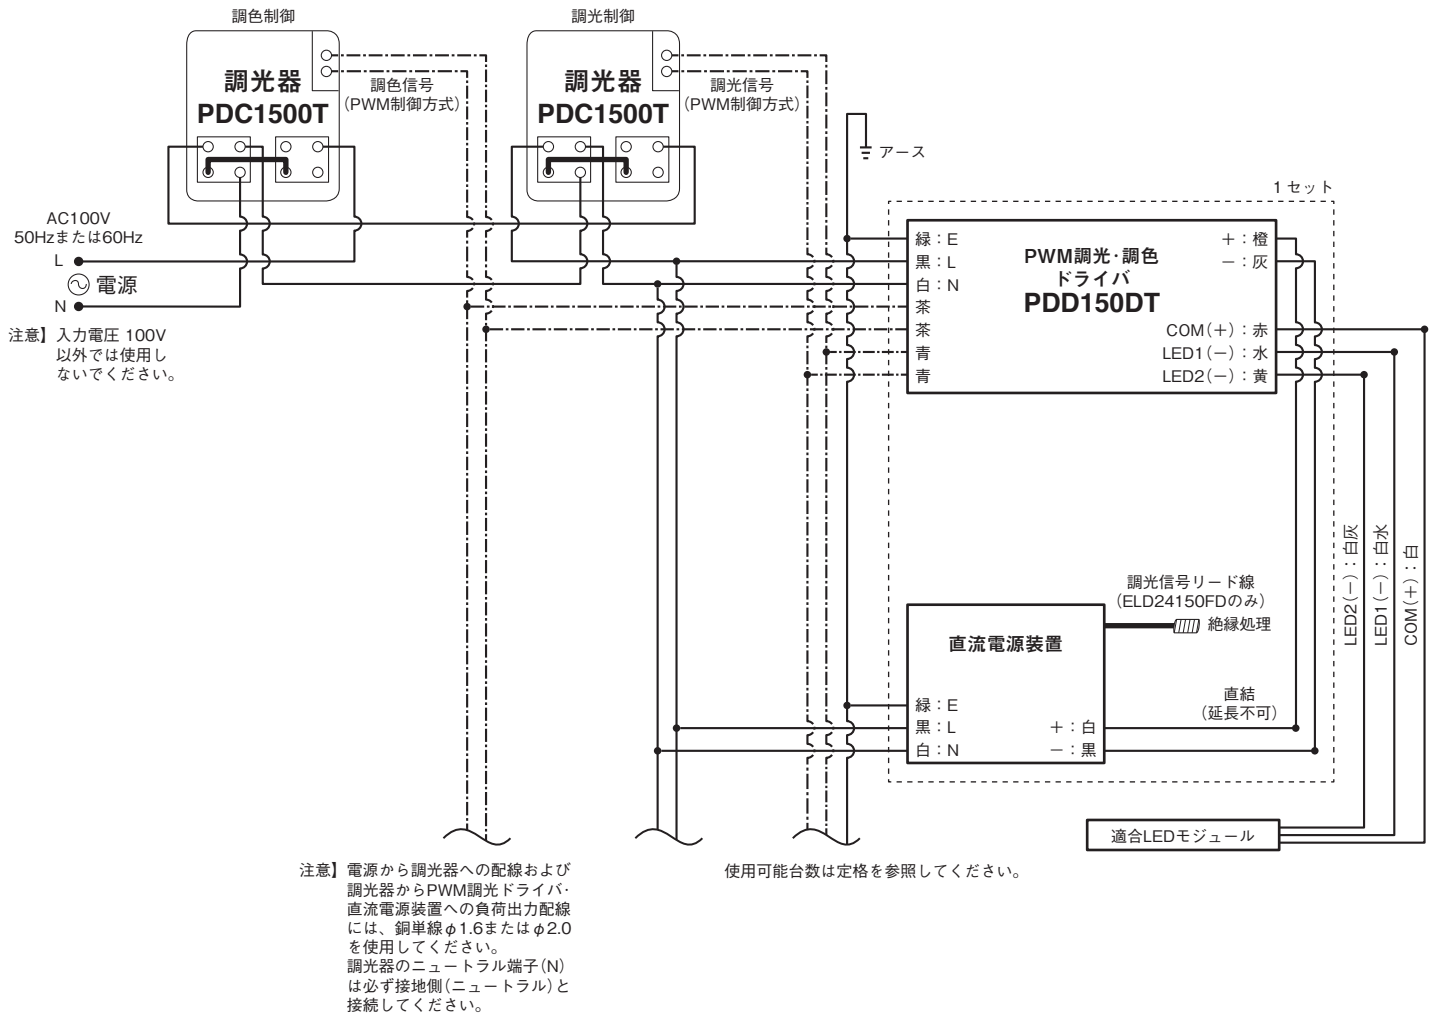 調色制御
調光器
PDC1500T
調色信号
(PWM制御方式)
調光制御
調光器
PDC1500T
調光信号
(PWM制御方式)
アース
AC100V
50Hzまたは60Hz
L
電源
N
注意】入力電圧 100V
以外では使用し
ないでください。
1 セット
緑：E
黒：L
白：N
茶
茶
青
青
PWM調光・調色
ドライバ
PDD150DT
＋：橙
－：灰
COM(＋)：赤
LED1(－)：水
LED2(－)：黄
LED2(－)：白灰
LED1(－)：白水
COM(＋)：白
調光信号リード線
(ELD24150FDのみ)
絶縁処理
直流電源装置
緑：E
黒：L
白：N
＋：白
－：黒
直結
(延長不可)
適合LEDモジュール
注意】電源から調光器への配線および
調光器からPWM調光ドライバ・
直流電源装置への負荷出力配線
には、銅単線φ1.6またはφ2.0
を使用してください。
調光器のニュートラル端子(N)
は必ず接地側(ニュートラル)と
接続してください。
使用可能台数は定格を参照してください。